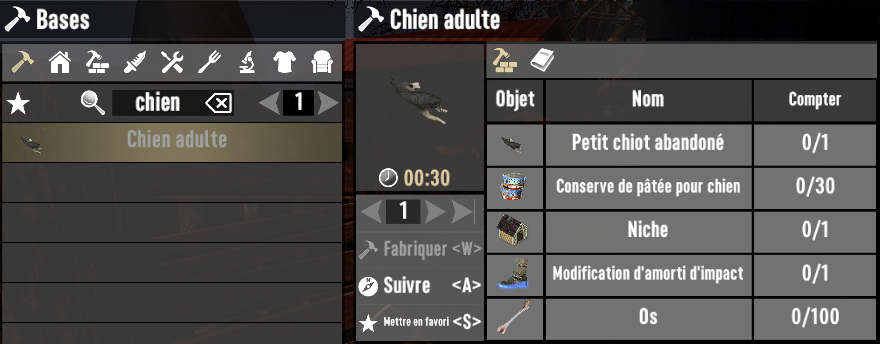 Bases
chien
1
Chien adulte
Chien adulte
00:30
1
Fabriquer <W>
Suivre <A>
Mettre en favori <S>
Objet Nom Compter
Petit chiot abandoné 0/1
Conserve de pâtée pour chien 0/30
Niche 0/1
Modification d'amorti d'impact 0/1
Os 0/100